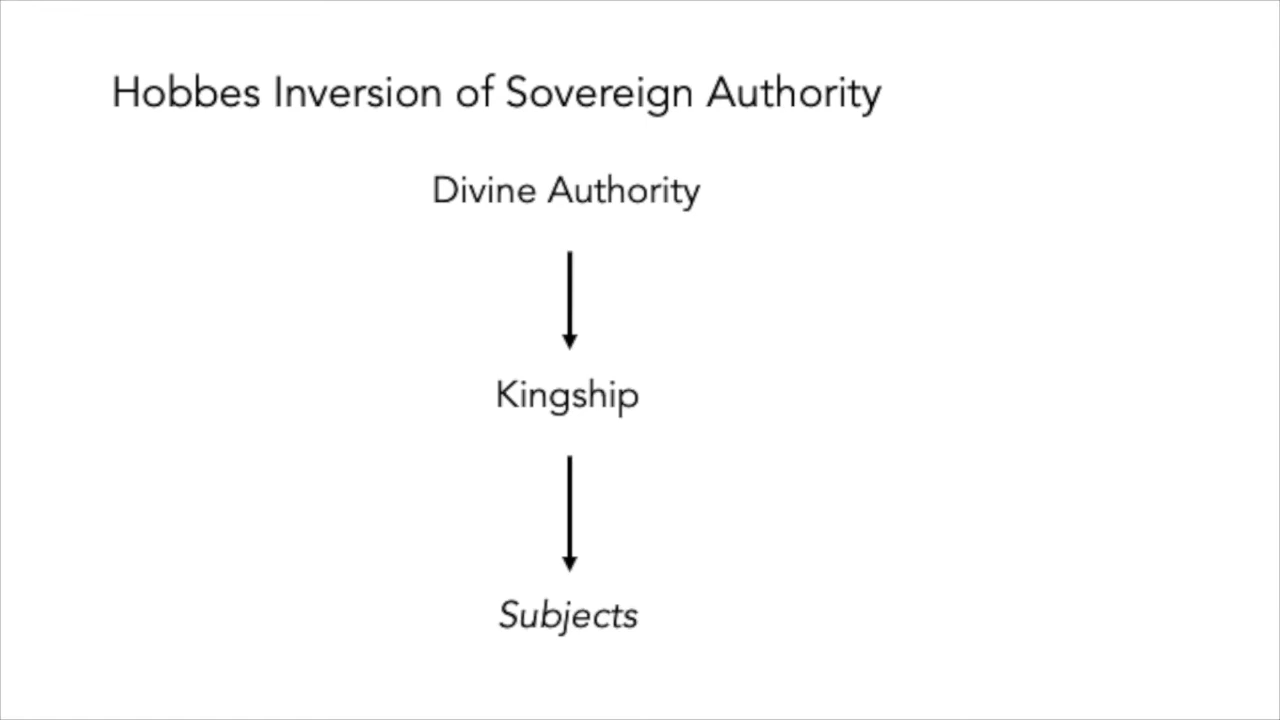 Hobbes Inversion of Sovereign Authority
Divine Authority
Kingship
Subjects